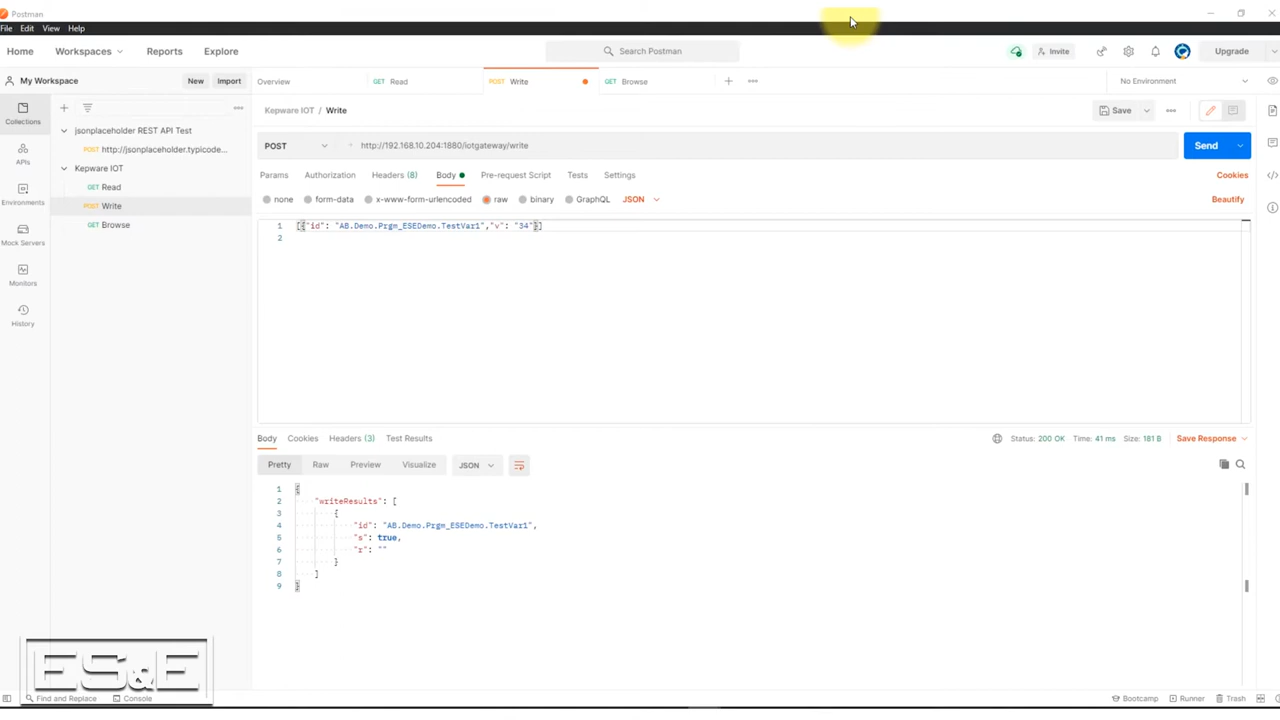 Postman
File Edit View Help
Home Workspaces Reports Explore Search Postman Invite Upgrade
My Workspace New Import Overview GET Read POST Write GET Browse No Environment
Collections
APIs
Environments
Mock Servers
Monitors
History
jsonplaceholder REST API Test
POST http://jsonplaceholder.typicode...
Kepware IOT
GET Read
POST Write
GET Browse
Kepware IOT / Write Save
POST http://192.168.10.204:1880/iotgateway/write Send
Params Authorization Headers (8) Body Pre-request Script Tests Settings Cookies
none form-data x-www-form-urlencoded raw binary GraphQL JSON Beautify
1 [{"id": "AB.Demo.Prgm_ESEDemo.TestVar1","v": "34"}]
2
Body Cookies Headers (3) Test Results Status: 200 OK Time: 41 ms Size: 181 B Save Response
Pretty Raw Preview Visualize JSON
1 {
2 "writeResults": [
3 {
4 "id": "AB.Demo.Prgm_ESEDemo.TestVar1",
5 "s": true,
6 "r": ""
7 }
8 ]
9 }
ES&E
Find and Replace Console Bootcamp Runner Trash